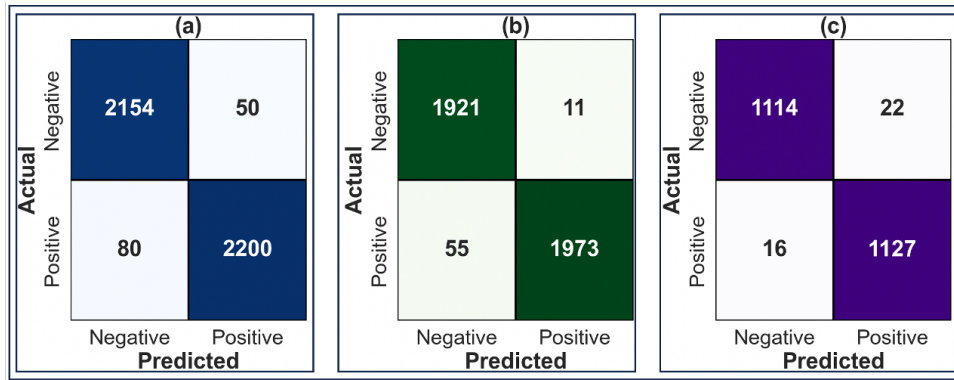 (a)
Actual
Negative
2154 50
Positive
80 2200
Negative Positive
Predicted
(b)
Actual
Negative
1921 11
Positive
55 1973
Negative Positive
Predicted
(c)
Actual
Negative
1114 22
Positive
16 1127
Negative Positive
Predicted